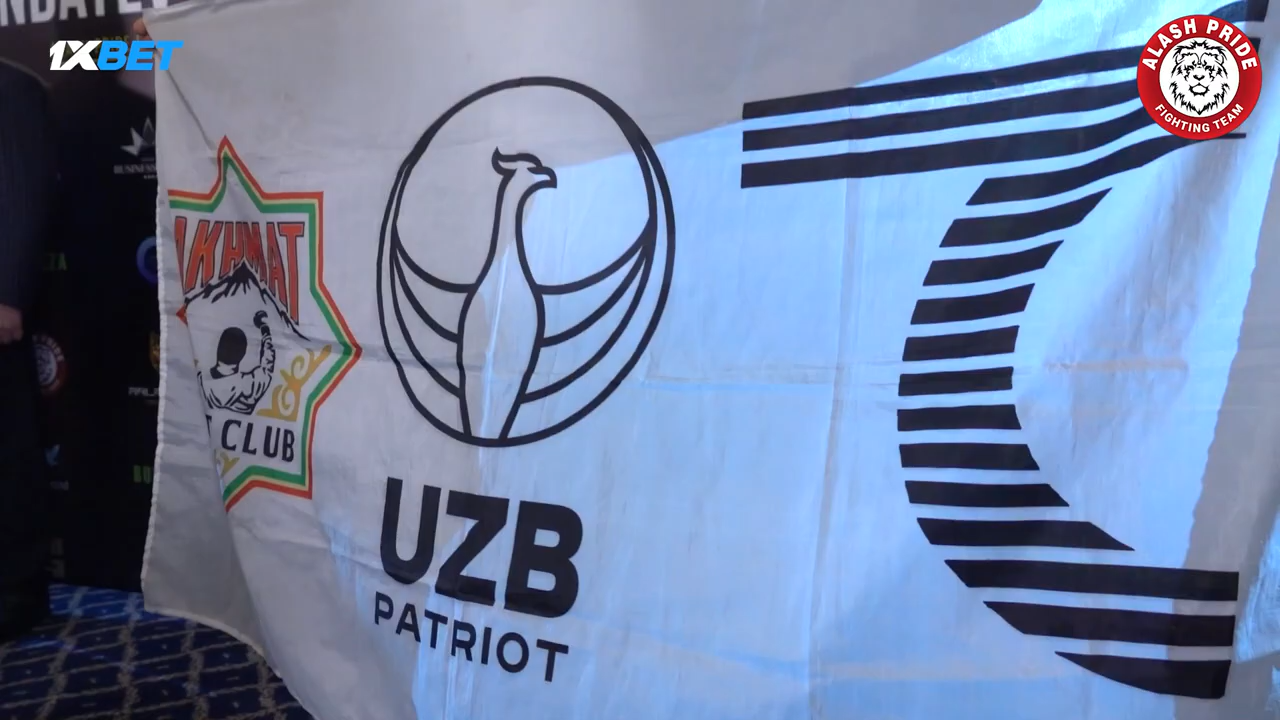 1XBET
ALASH PRIDE
FIGHTING TEAM
AKHMAT
CLUB
UZB
PATRIOT